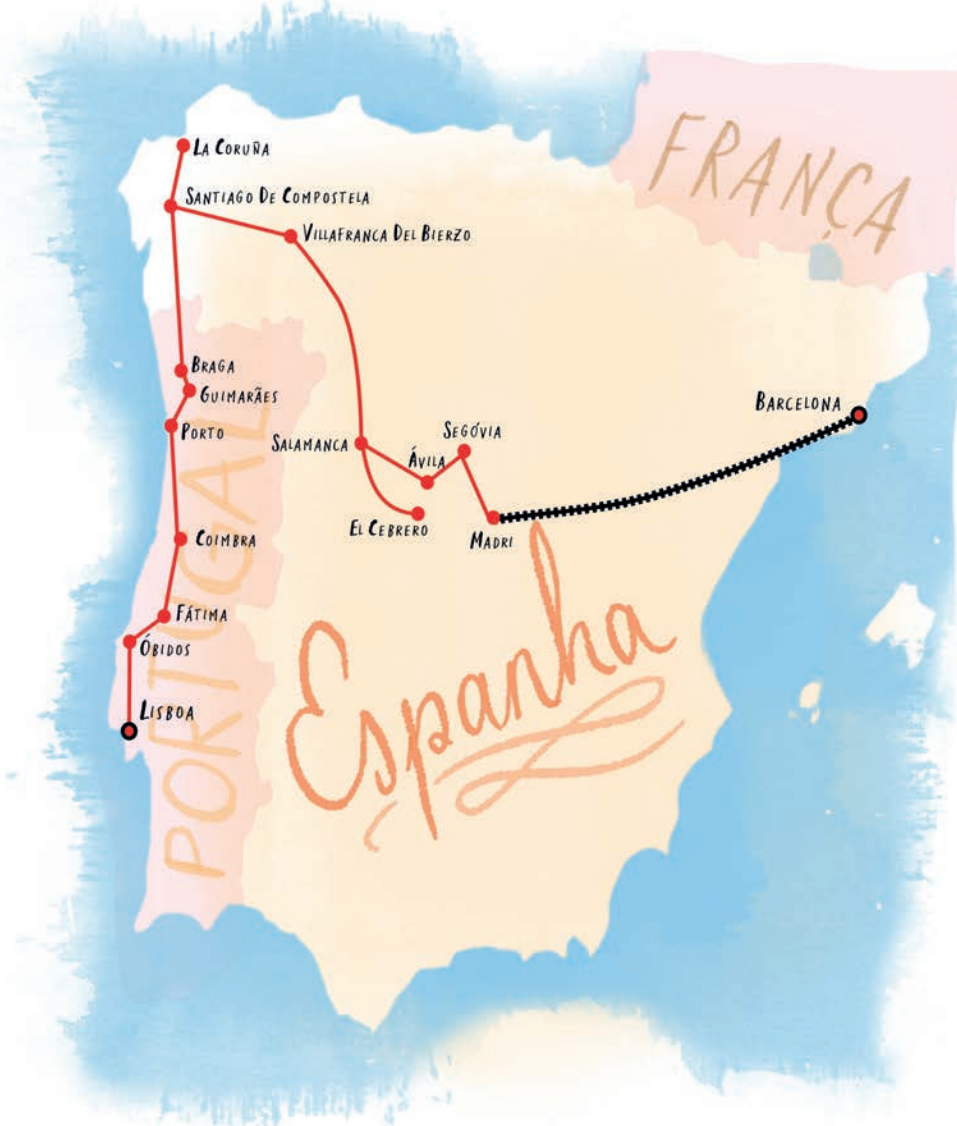 FRANÇA
LA CORUÑA
SANTIAGO DE COMPOSTELA
VILLAFRANCA DEL BIERZO
BRAGA
GUIMARÃES
PORTO
BARCELONA
SEGÓVIA
SALAMANCA
ÁVILA
EL CEBRERO
MADRI
COIMBRA
FÁTIMA
ÓBIDOS
LISBOA
PORTUGAL
Espanha